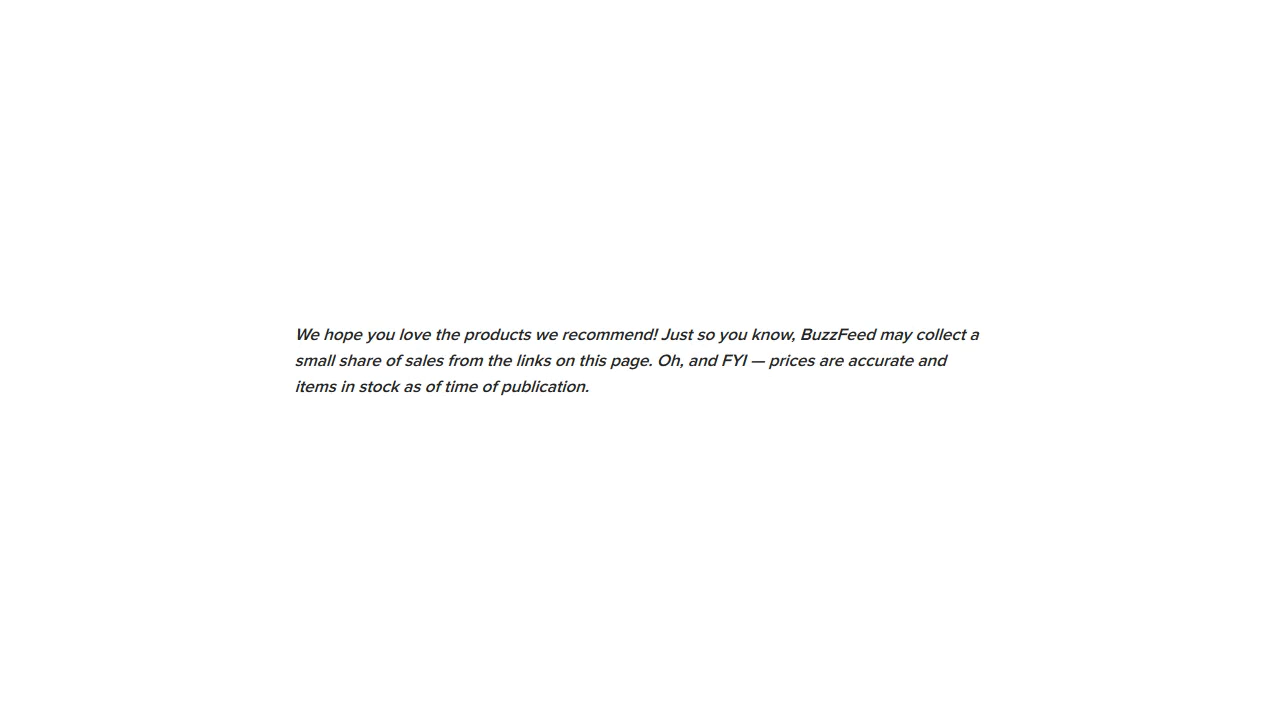 We hope you love the products we recommend! Just so you know, BuzzFeed may collect a
small share of sales from the links on this page. Oh, and FYI — prices are accurate and
items in stock as of time of publication.